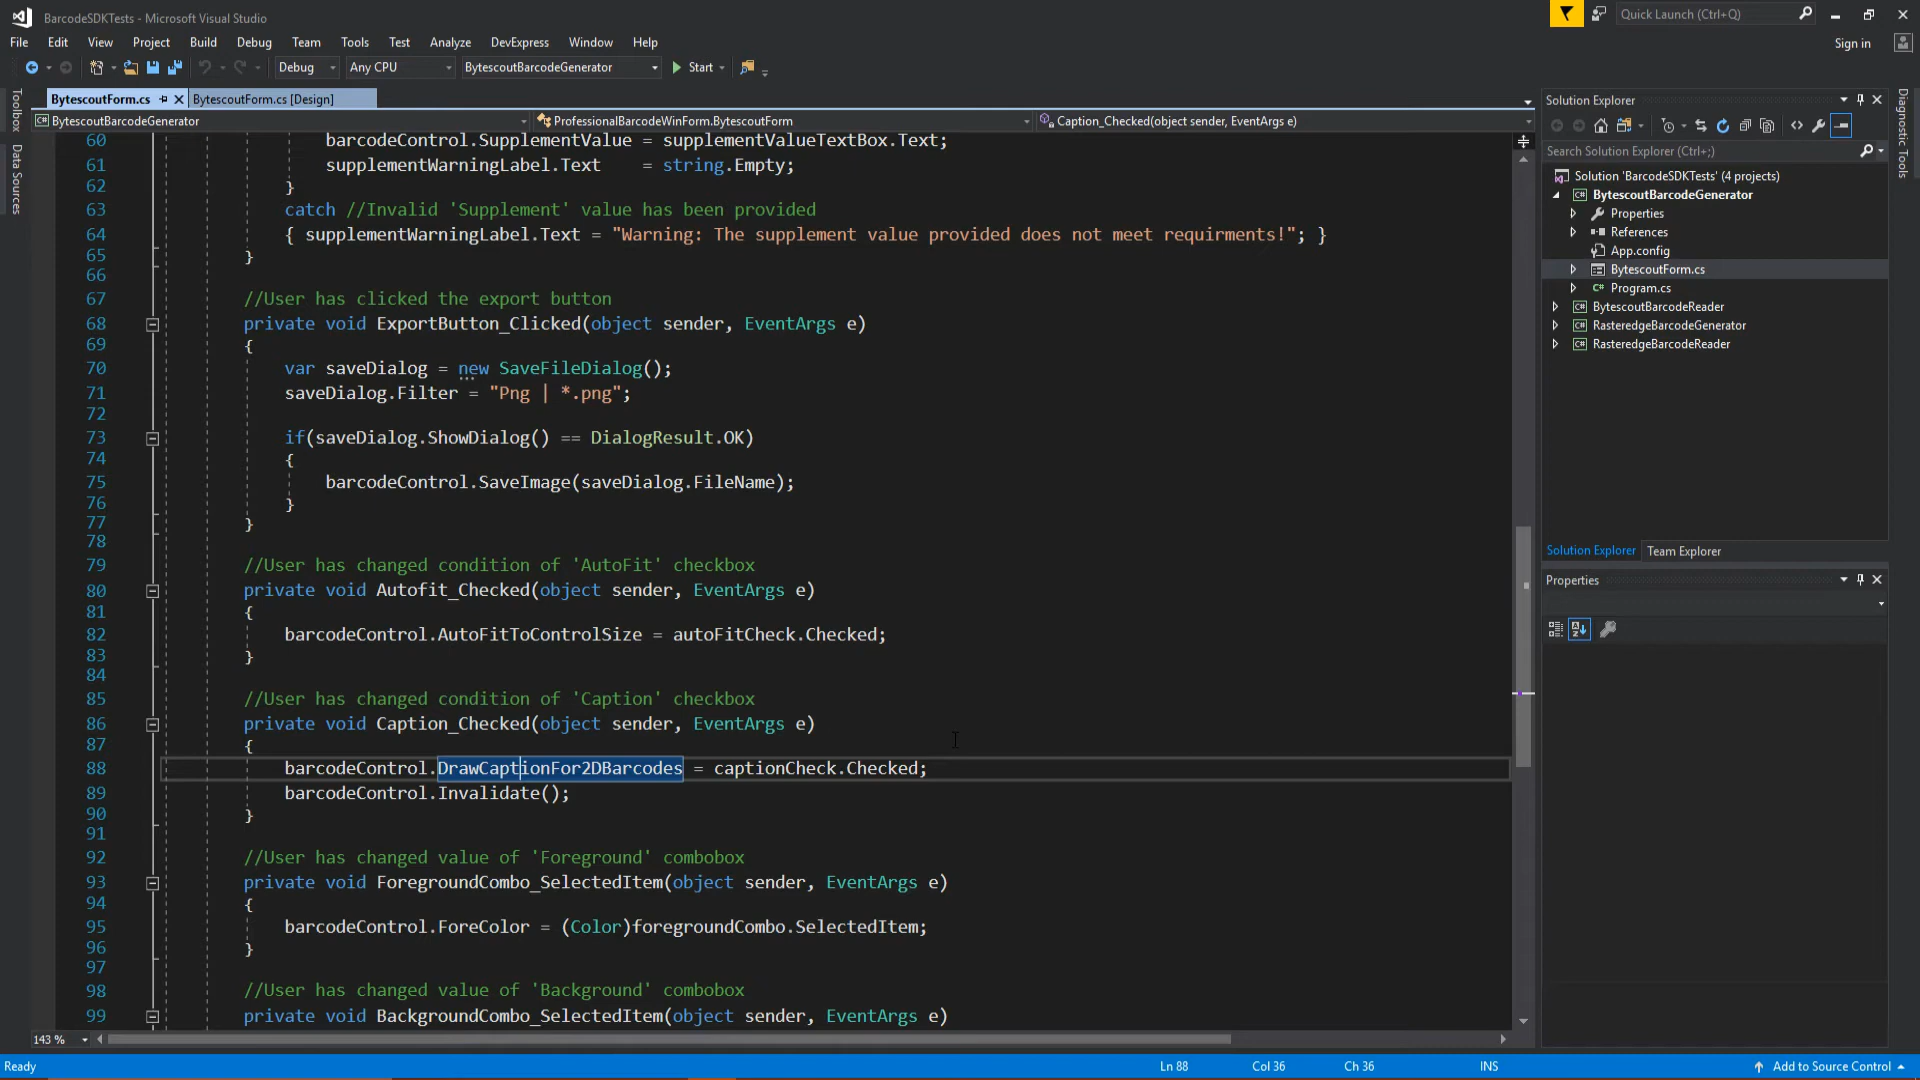 BarcodeSDKTests - Microsoft Visual Studio
Quick Launch (Ctrl+Q)
File Edit View Project Build Debug Team Tools Test Analyze DevExpress Window Help
Sign in
Debug Any CPU BytescoutBarcodeGenerator Start
BytescoutForm.cs BytescoutForm.cs [Design]
BytescoutBarcodeGenerator ProfessionalBarcodeWinForm.BytescoutForm Caption_Checked(object sender, EventArgs e)
Toolbox
Data Sources
60 barcodeControl.SupplementValue = supplementValueTextBox.Text;
61 supplementWarningLabel.Text = string.Empty;
62 }
63 catch //Invalid 'Supplement' value has been provided
64 { supplementWarningLabel.Text = "Warning: The supplement value provided does not meet requirments!"; }
65 }
66
67 //User has clicked the export button
68 private void ExportButton_Clicked(object sender, EventArgs e)
69 {
70 var saveDialog = new SaveFileDialog();
71 saveDialog.Filter = "Png | *.png";
72
73 if(saveDialog.ShowDialog() == DialogResult.OK)
74 {
75 barcodeControl.SaveImage(saveDialog.FileName);
76 }
77 }
78
79 //User has changed condition of 'AutoFit' checkbox
80 private void Autofit_Checked(object sender, EventArgs e)
81 {
82 barcodeControl.AutoFitToControlSize = autoFitCheck.Checked;
83 }
84
85 //User has changed condition of 'Caption' checkbox
86 private void Caption_Checked(object sender, EventArgs e)
87 {
88 barcodeControl.DrawCaptionFor2DBarcodes = captionCheck.Checked;
89 barcodeControl.Invalidate();
90 }
91
92 //User has changed value of 'Foreground' combobox
93 private void ForegroundCombo_SelectedItem(object sender, EventArgs e)
94 {
95 barcodeControl.ForeColor = (Color)foregroundCombo.SelectedItem;
96 }
97
98 //User has changed value of 'Background' combobox
99 private void BackgroundCombo_SelectedItem(object sender, EventArgs e)
143 %
Solution Explorer
Search Solution Explorer (Ctrl+;)
Solution 'BarcodeSDKTests' (4 projects)
BytescoutBarcodeGenerator
Properties
References
App.config
BytescoutForm.cs
Program.cs
BytescoutBarcodeReader
RasteredgeBarcodeGenerator
RasteredgeBarcodeReader
Solution Explorer Team Explorer
Properties
Diagnostic Tools
Ready Ln 88 Col 36 Ch 36 INS Add to Source Control